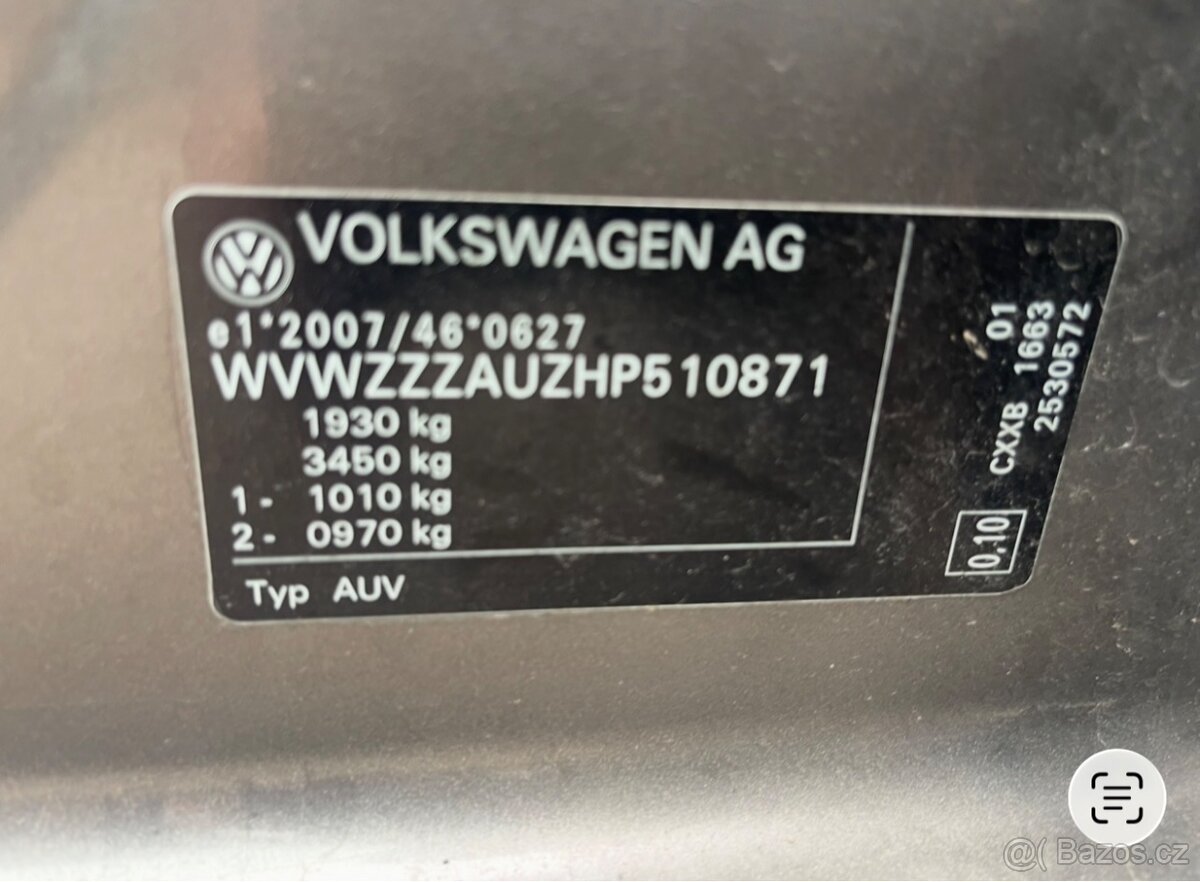 VOLKSWAGEN AG
e1*2007/46*0627
WVWZZZAUZHP510871
1930 kg
3450 kg
1- 1010 kg
2- 0970 kg
Typ AUV
01
CXXB 1663
2530572
0,10
@( Bazos.cz